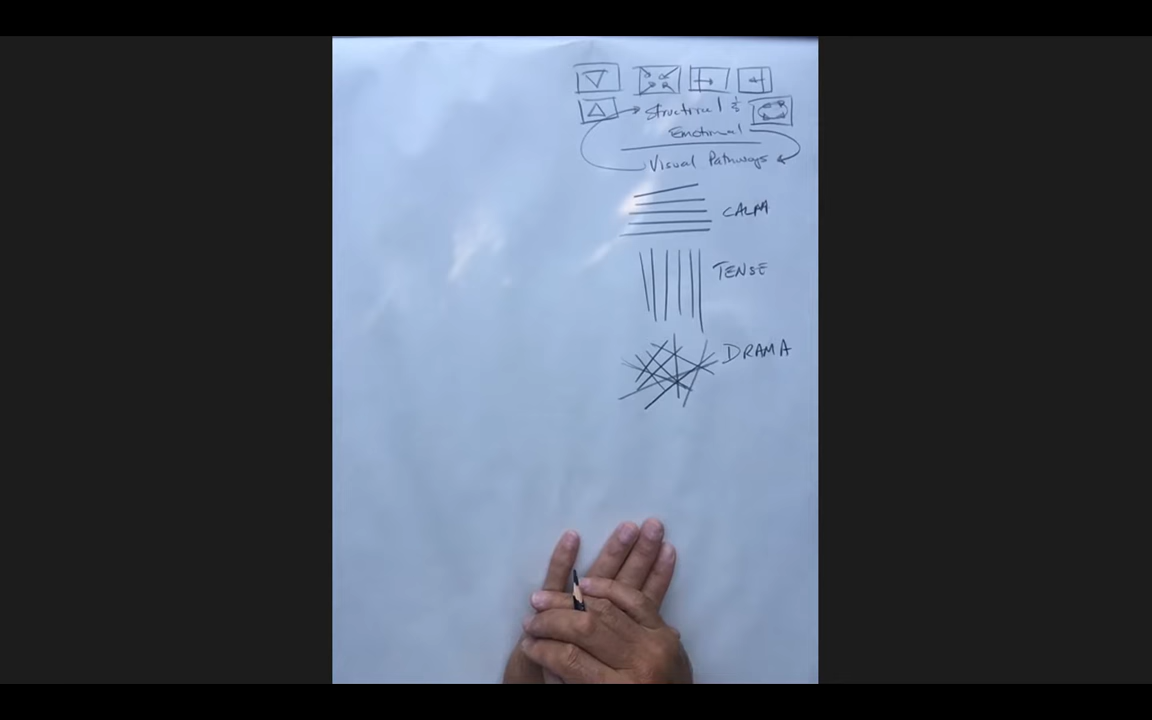 Structural &
Emotional
Visual Pathways
CALM
TENSE
DRAMA